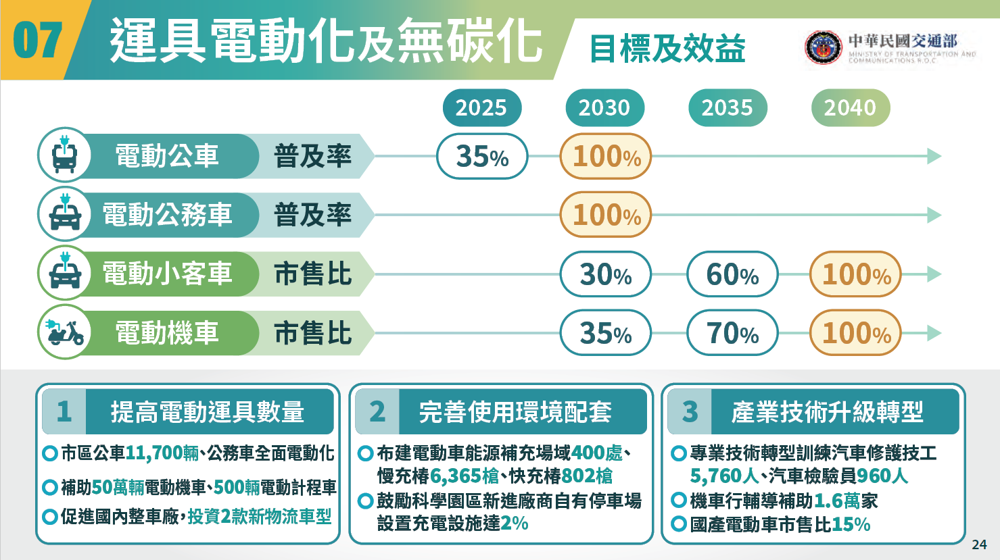 07 運具電動化及無碳化 目標及效益
中華民國交通部
MINISTRY OF TRANSPORTATION AND
COMMUNICATIONS R.O.C.
2025 2030 2035 2040
電動公車 普及率 35% 100%
電動公務車 普及率 100%
電動小客車 市售比 30% 60% 100%
電動機車 市售比 35% 70% 100%
1 提高電動運具數量
市區公車11,700輛、公務車全面電動化
補助50萬輛電動機車、500輛電動計程車
促進國內整車廠,投資2款新物流車型
2 完善使用環境配套
布建電動車能源補充場域400處、
慢充樁6,365槍、快充樁802槍
鼓勵科學園區新進廠商自有停車場
設置充電設施達2%
3 產業技術升級轉型
專業技術轉型訓練汽車修護技工
5,760人、汽車檢驗員960人
機車行輔導補助1.6萬家
國產電動車市售比15%
24